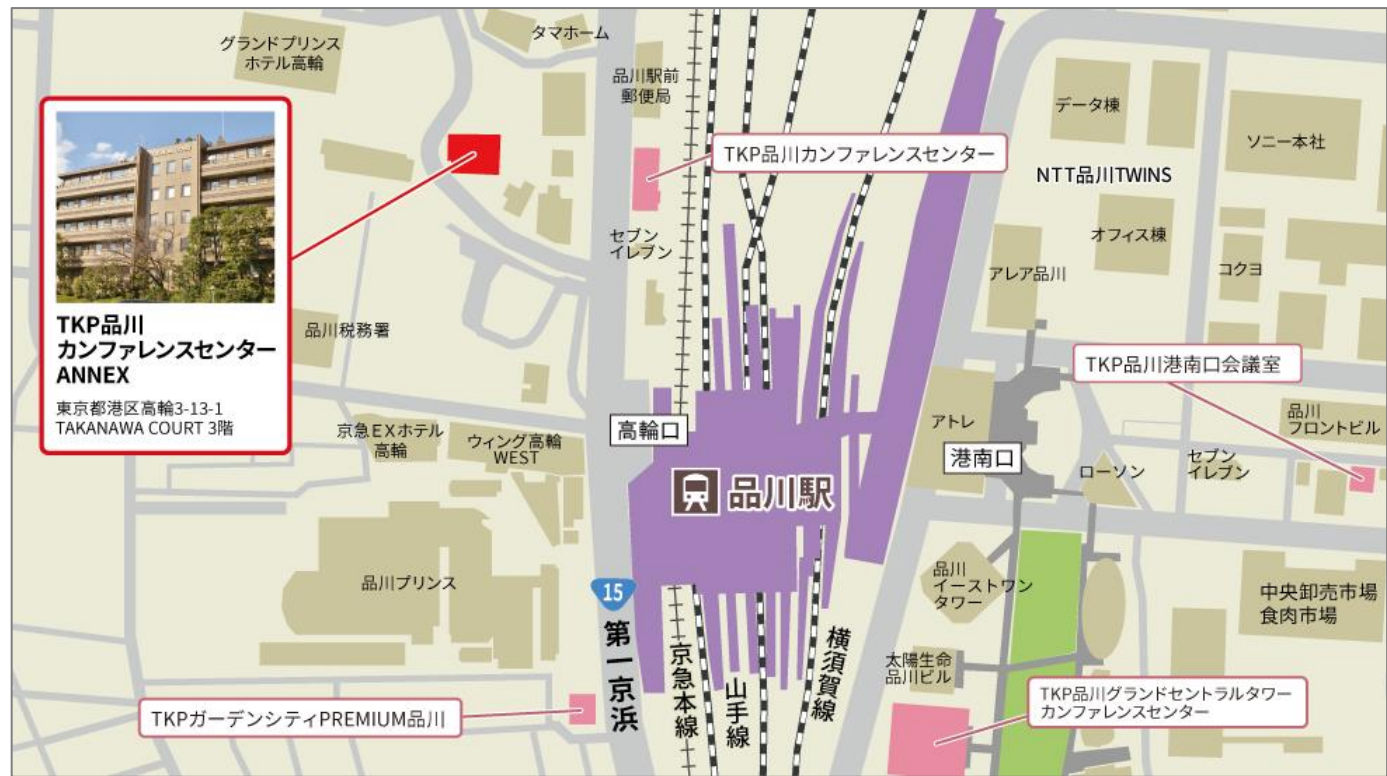 グランドプリンス
ホテル高輪
タマホーム
品川駅前
郵便局
データ棟
ソニー本社
TKP品川カンファレンスセンター
NTT品川TWINS
オフィス棟
セブン
イレブン
アレア品川
コクヨ
TKP品川
カンファレンスセンター
ANNEX
東京都港区高輪3-13-1
TAKANAWA COURT 3階
品川税務署
TKP品川港南口会議室
京急EXホテル
高輪
ウィング高輪
WEST
高輪口
アトレ
港南口
ローソン
セブン
イレブン
品川
フロントビル
品川駅
品川プリンス
15
第一京浜
京急本線
山手線
横須賀線
品川
イーストワン
タワー
中央卸売市場
食肉市場
太陽生命
品川ビル
TKPガーデンシティPREMIUM品川
TKP品川グランドセントラルタワー
カンファレンスセンター